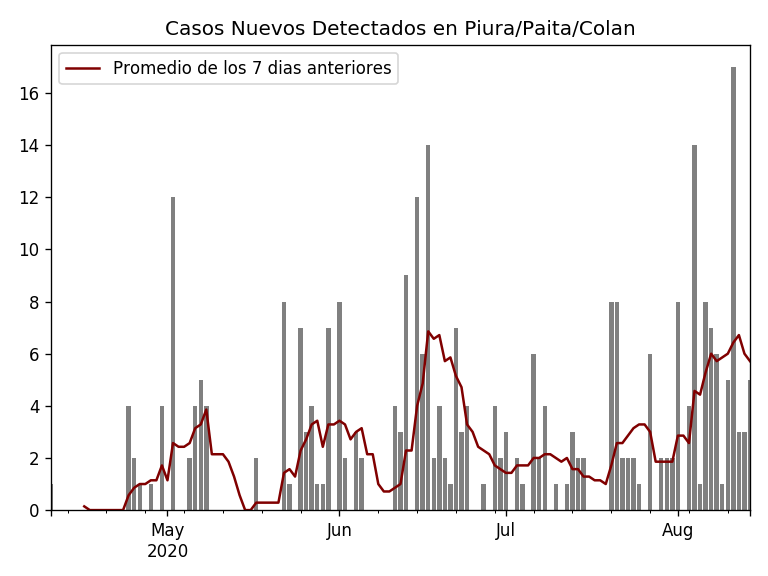 Casos Nuevos Detectados en Piura/Paita/Colan
Promedio de los 7 dias anteriores
16
14
12
10
8
6
4
2
0
May
2020
Jun
Jul
Aug